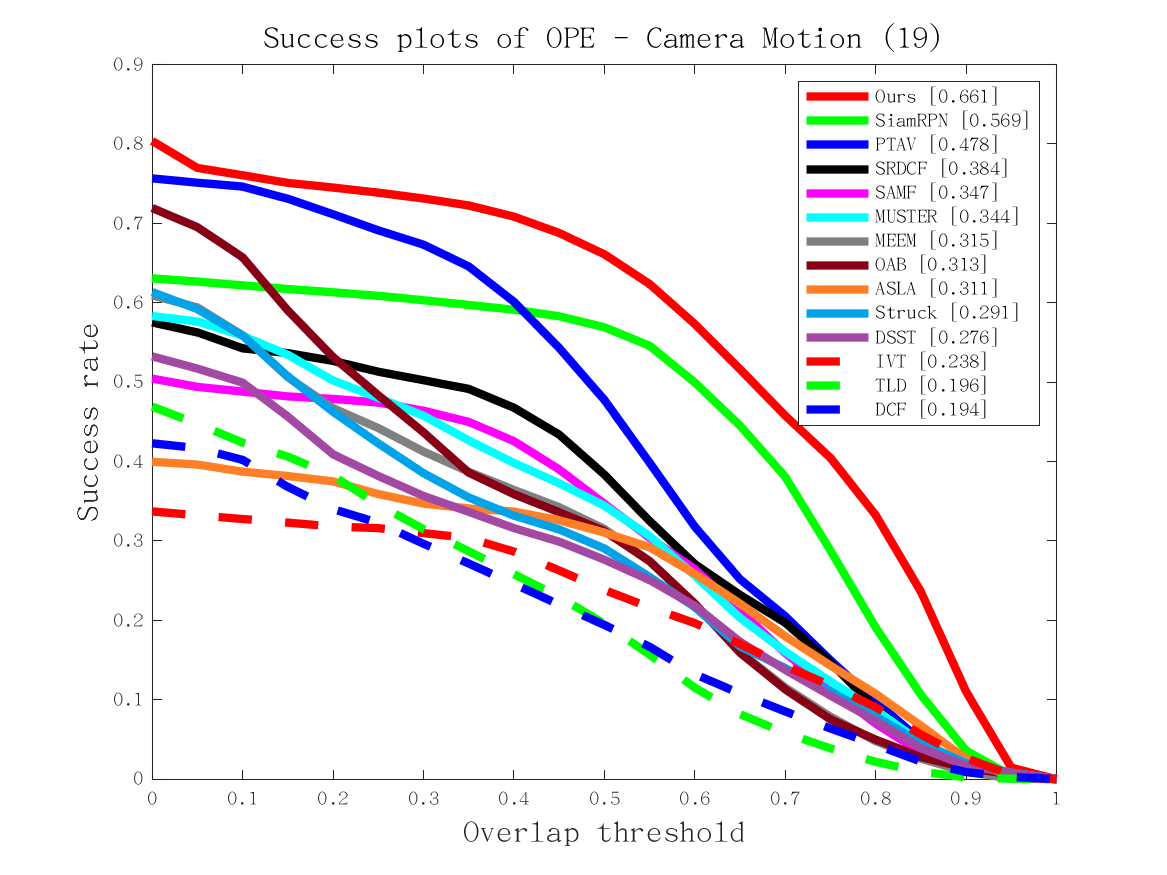 Success plots of OPE - Camera Motion (19)
0.9
0.8
0.7
0.6
0.5
0.4
0.3
0.2
0.1
0
Success rate
Ours [0.661]
SiamRPN [0.569]
PTAV [0.478]
SRDCF [0.384]
SAMF [0.347]
MUSTER [0.344]
MEEM [0.315]
OAB [0.313]
ASLA [0.311]
Struck [0.291]
DSST [0.276]
IVT [0.238]
TLD [0.196]
DCF [0.194]
0 0.1 0.2 0.3 0.4 0.5 0.6 0.7 0.8 0.9 1
Overlap threshold